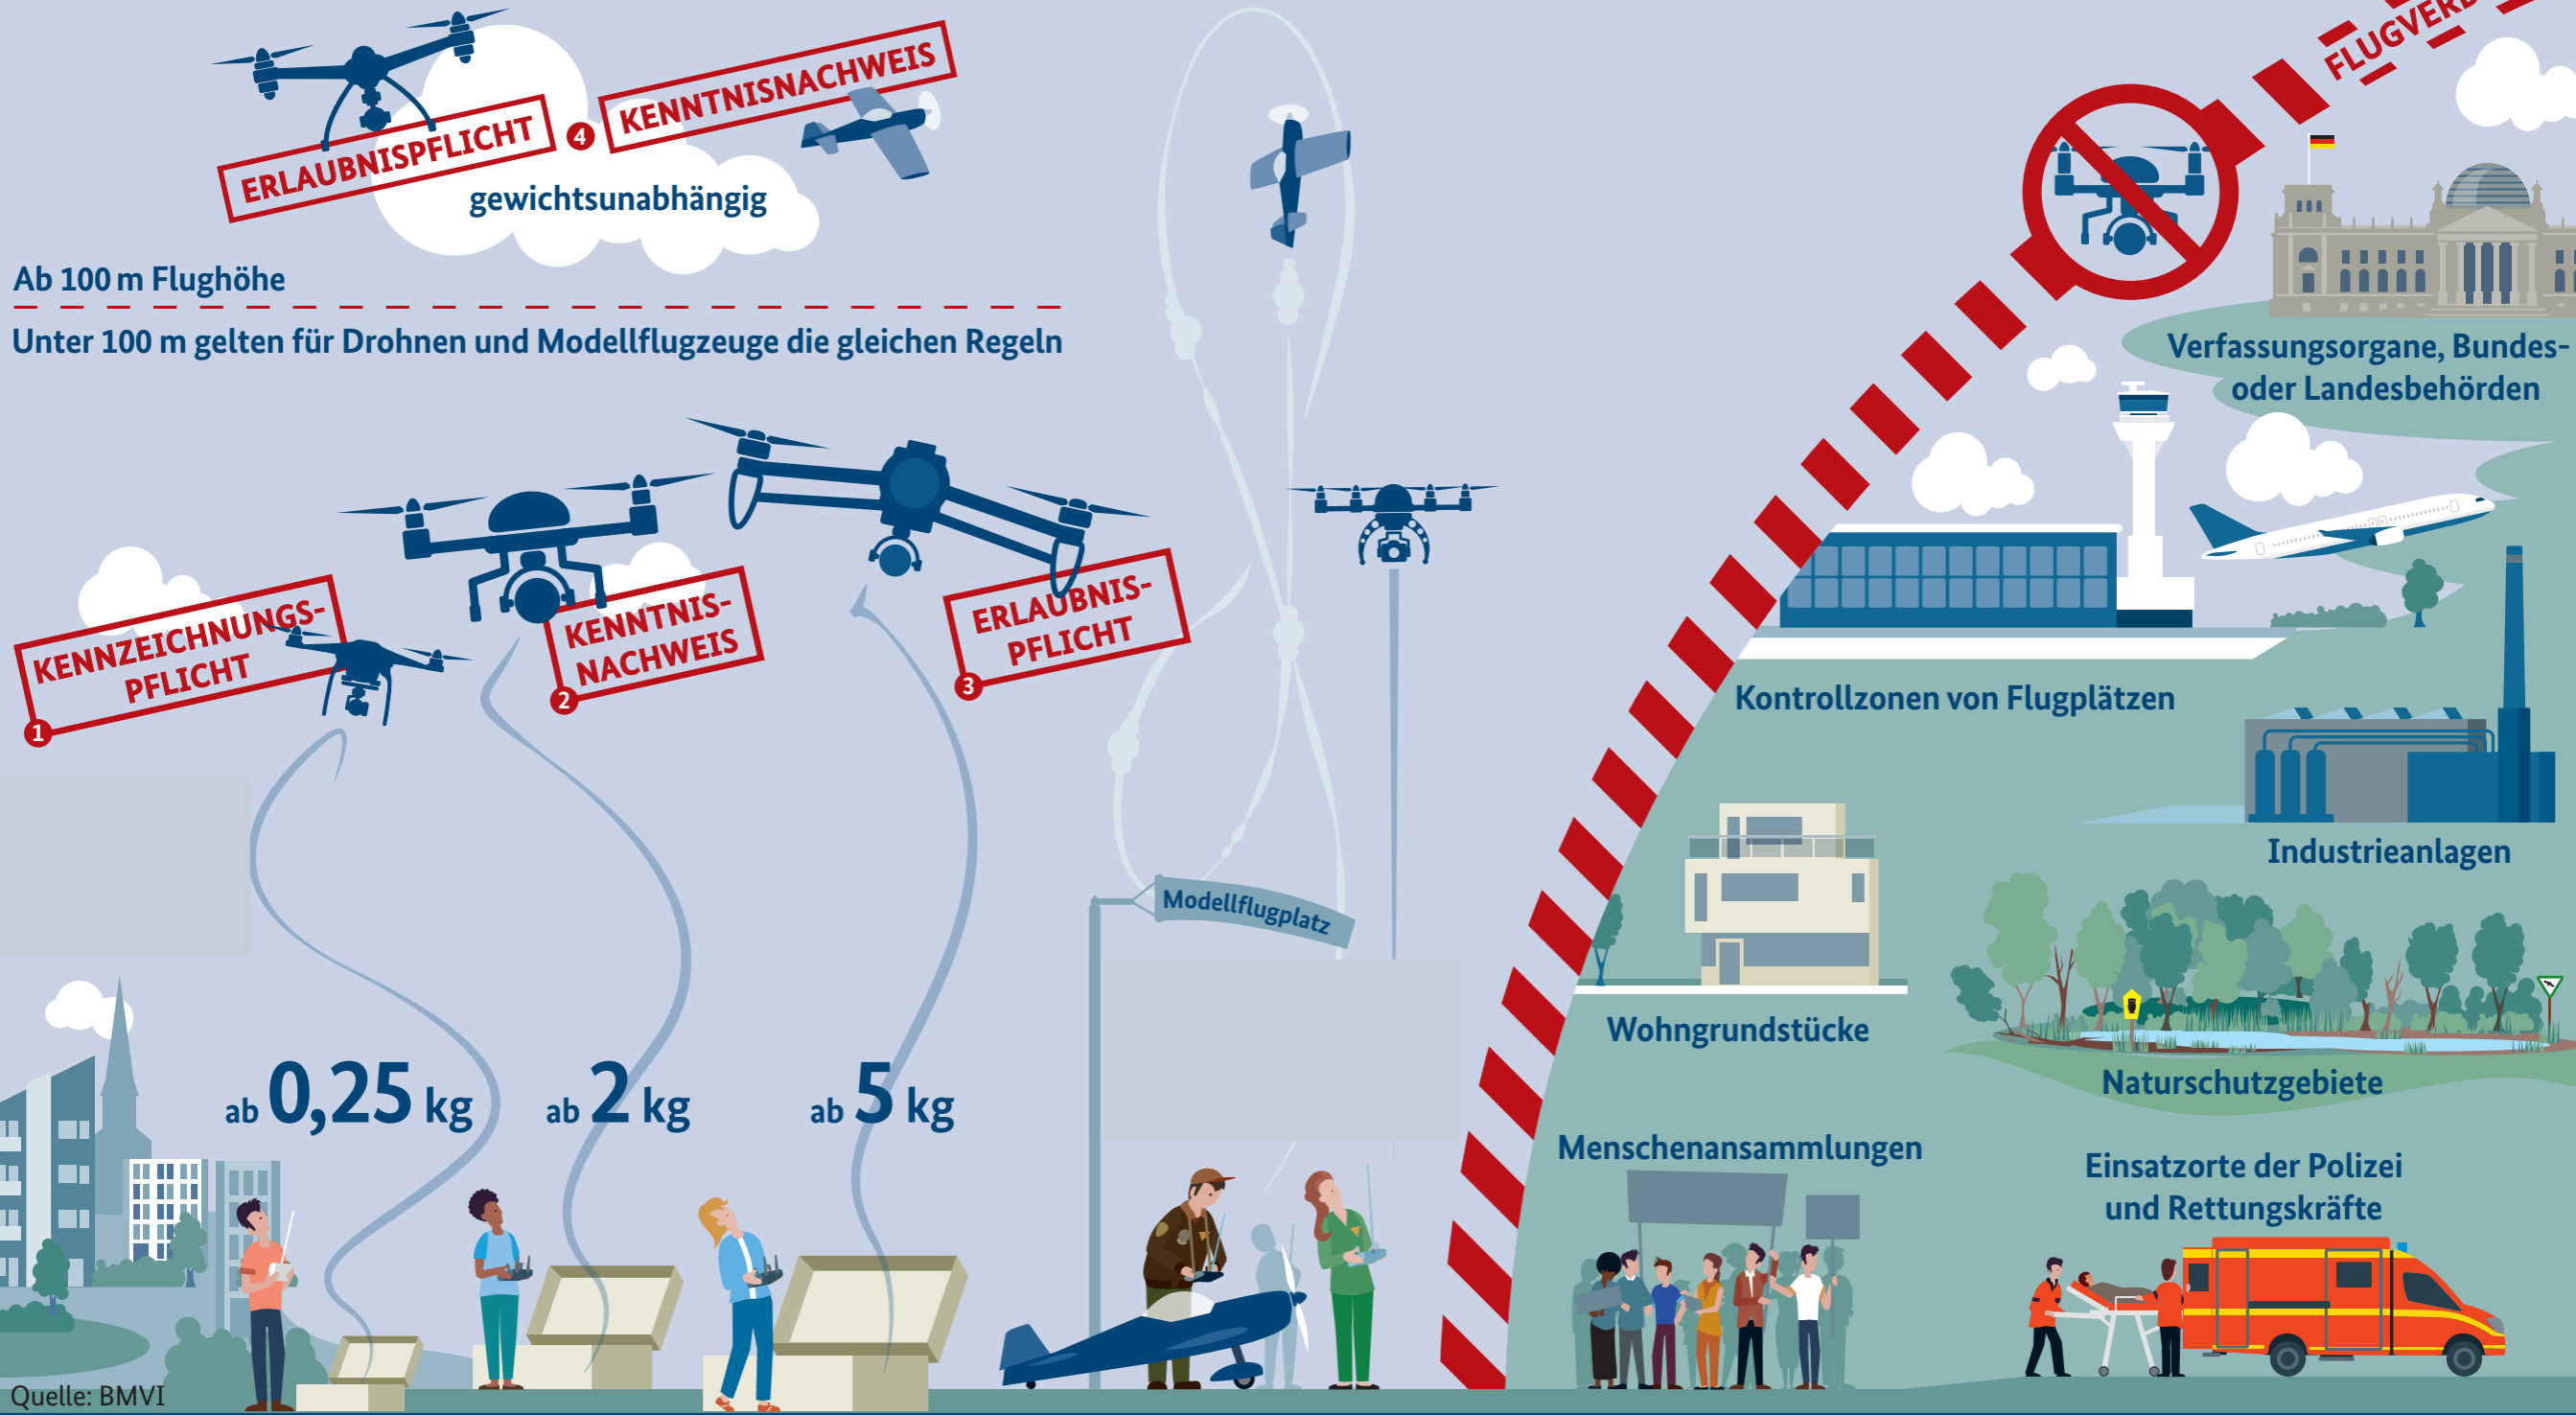 ERLAUBNISPFLICHT
4
KENNTNISNACHWEIS
gewichtsunabhängig
Ab 100 m Flughöhe
Unter 100 m gelten für Drohnen und Modellflugzeuge die gleichen Regeln
KENNZEICHNUNGS-
PFLICHT
1
KENNTNIS-
NACHWEIS
2
ERLAUBNIS-
PFLICHT
3
Modellflugplatz
ab 0,25 kg
ab 2 kg
ab 5 kg
Quelle: BMVI
Verfassungsorgane, Bundes-
oder Landesbehörden
Kontrollzonen von Flugplätzen
Industrieanlagen
Wohngrundstücke
Naturschutzgebiete
Menschenansammlungen
Einsatzorte der Polizei
und Rettungskräfte